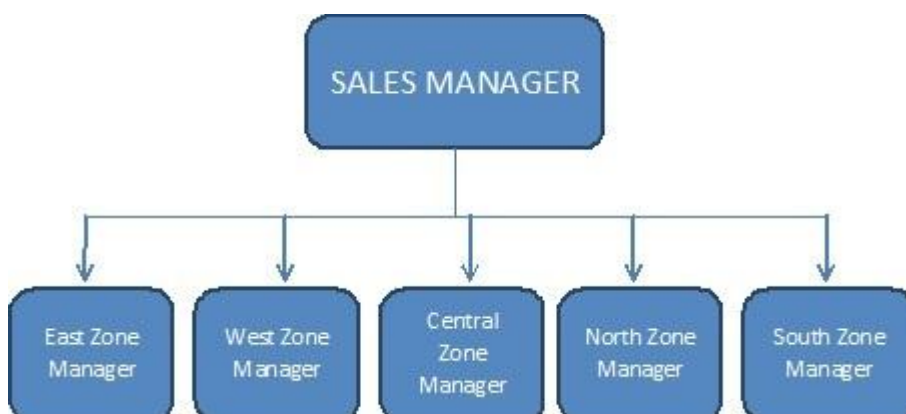 SALES MANAGER
East Zone
Manager
West Zone
Manager
Central
Zone
Manager
North Zone
Manager
South Zone
Manager